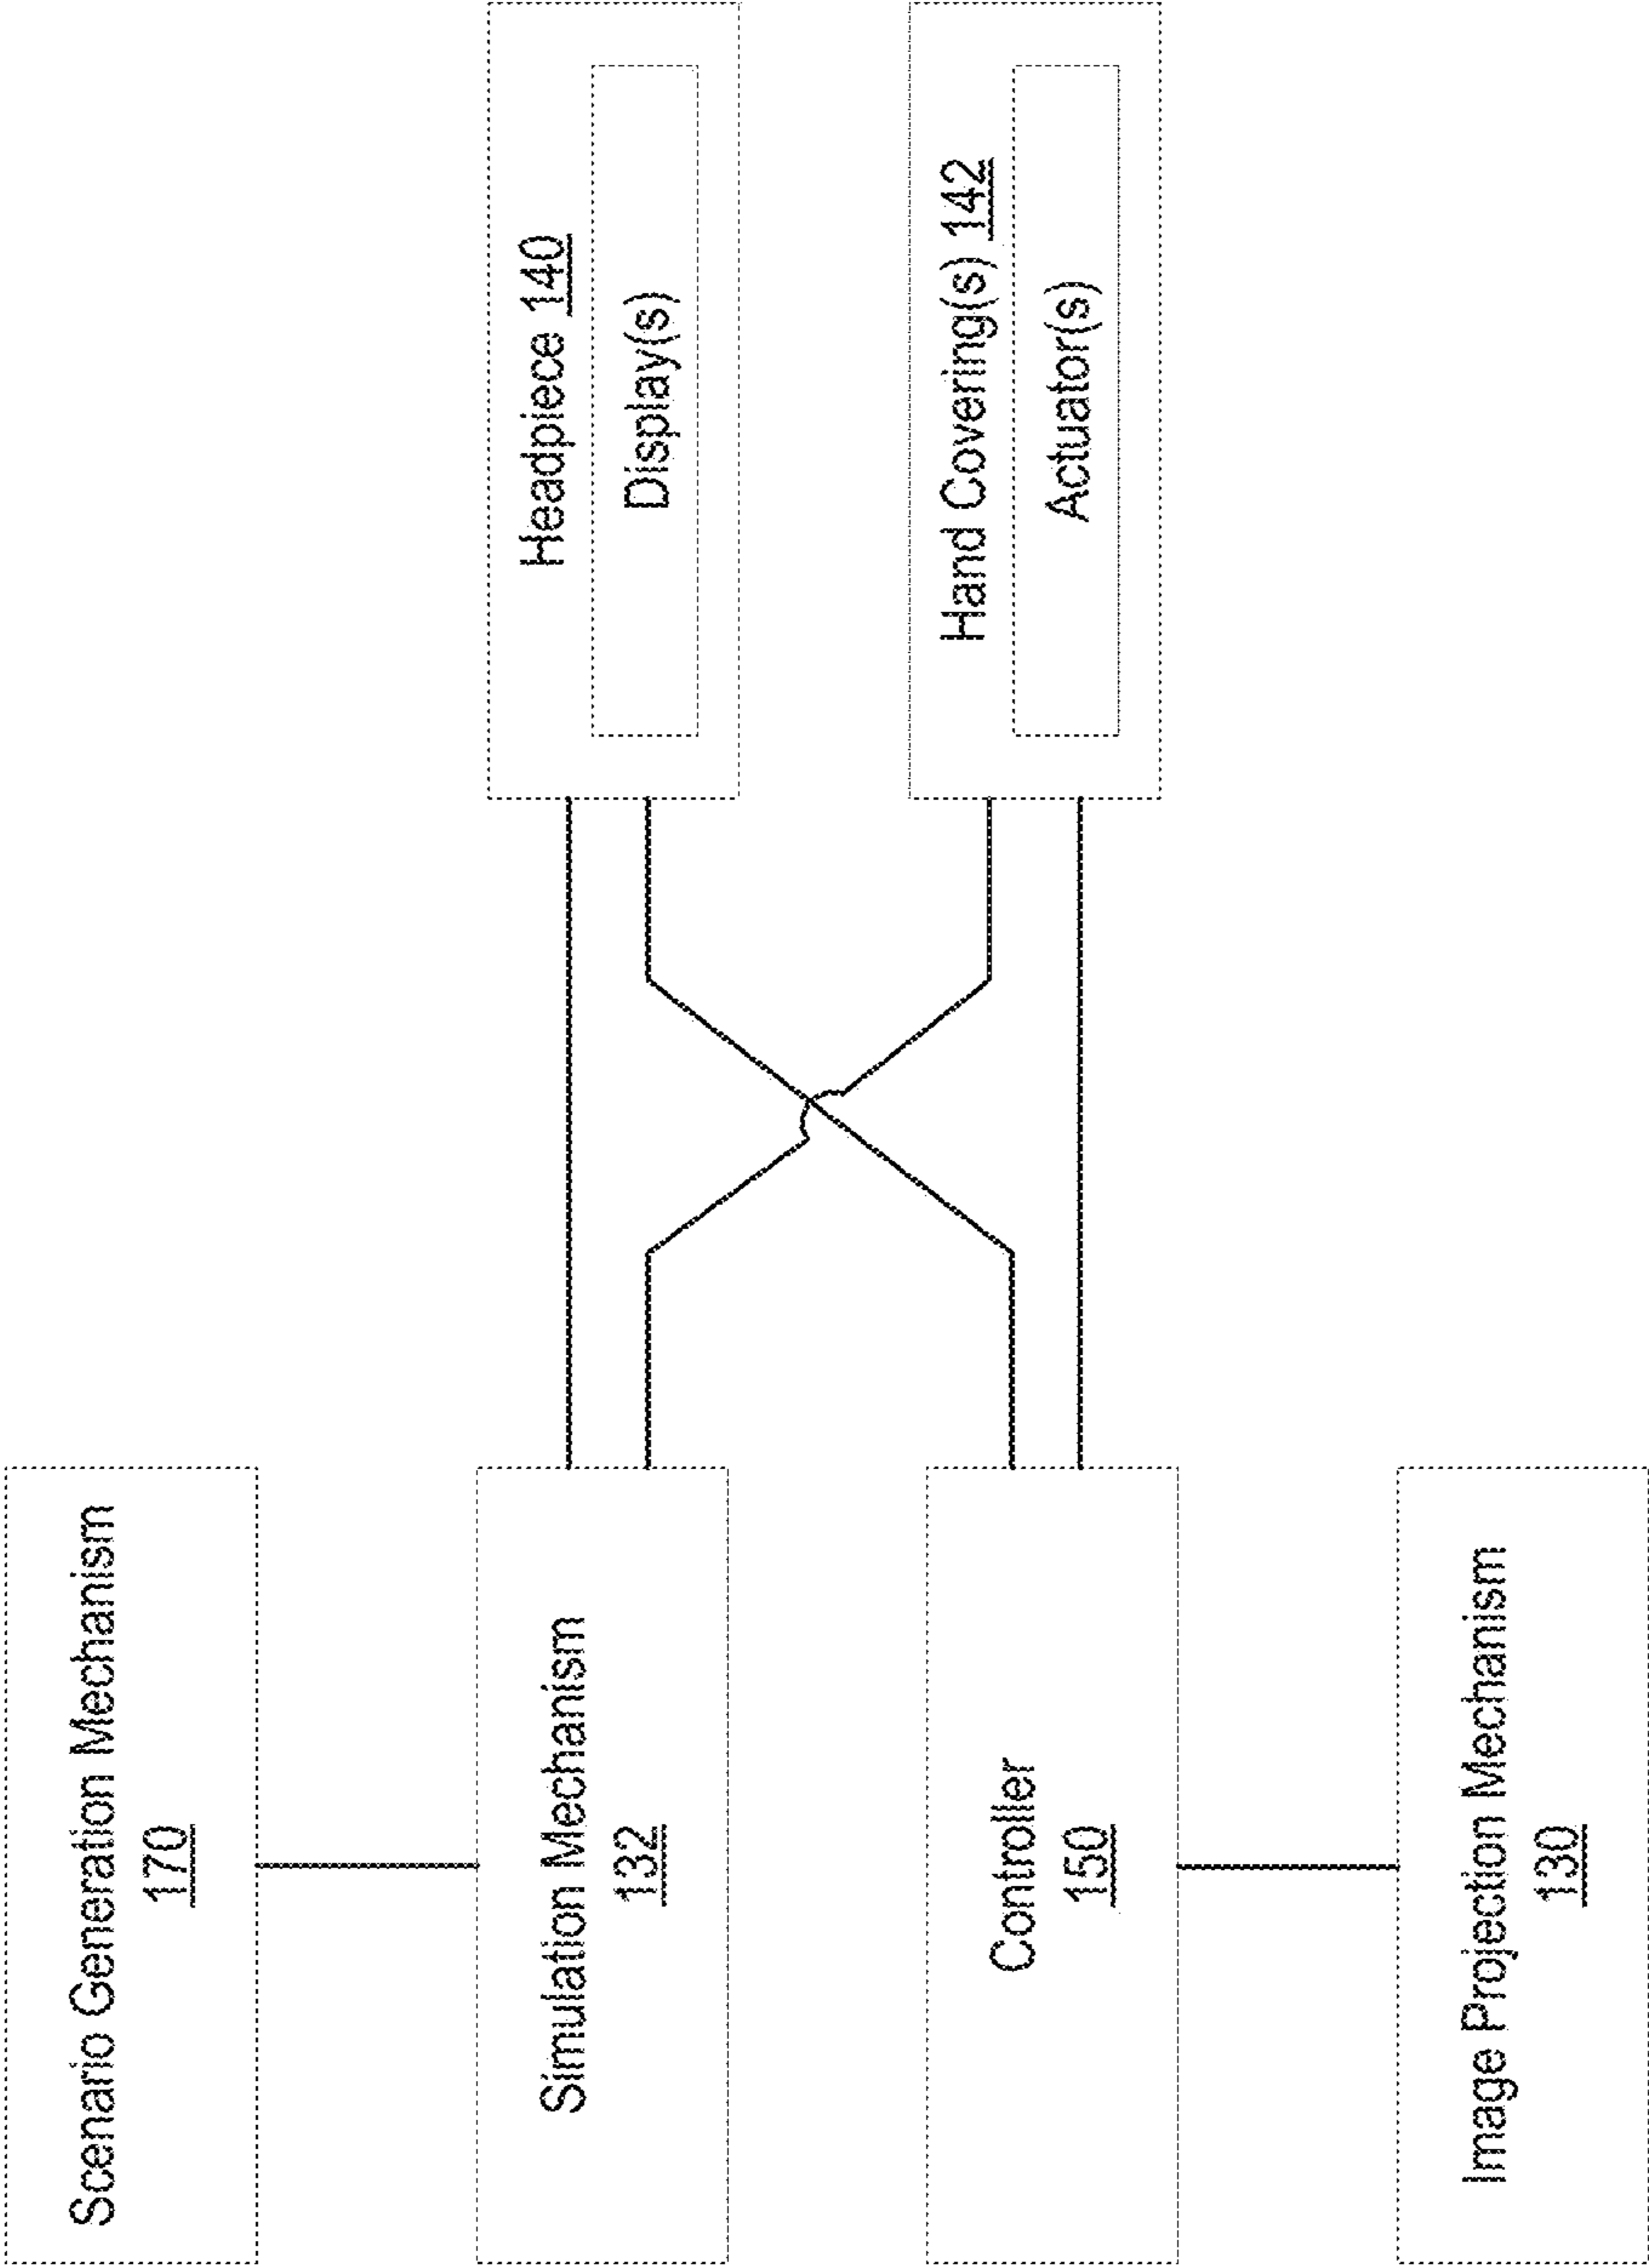 Scenario Generation Mechanism
170
Simulation Mechanism
132
Controller
150
Image Projection Mechanism
130
Headpiece 140
Display(s)
Hand Covering(s) 142
Actuator(s)